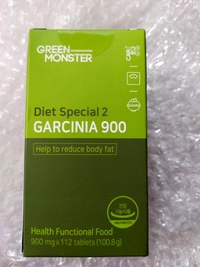 GREEN
MONSTER
Diet Special 2
GARCINIA 900
Help to reduce body fat
Health Functional Food
900 mg x 112 tablets (100.8g)